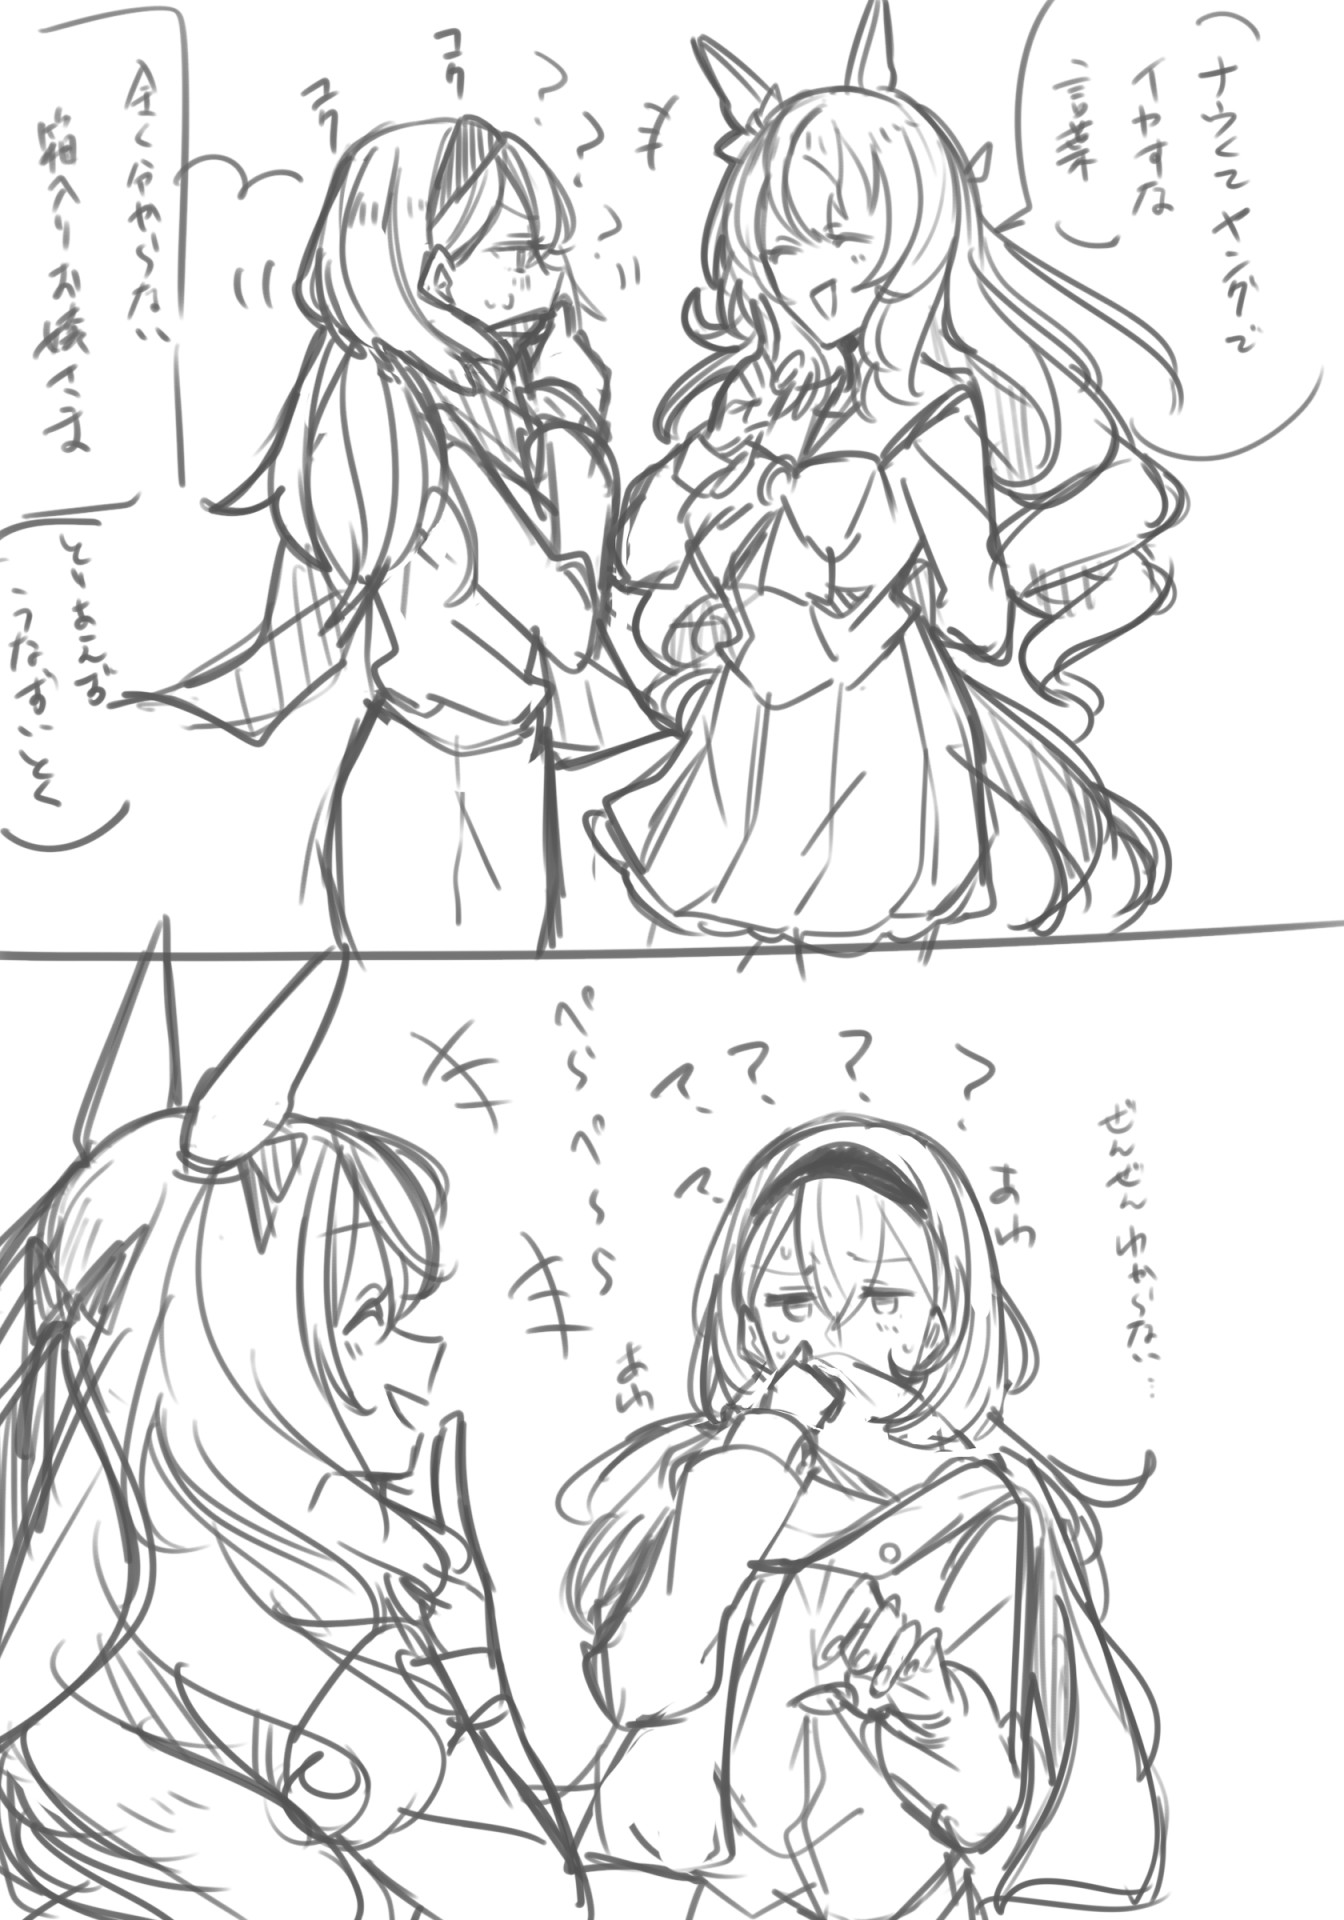 ナウくてヤングで
イケすな
言葉
？
？
？
コク
コク
全く分からない
箱入りお嬢さま
とりあえず
うなずいとく
ぜんぜんわからない…
あわ
？
？
？
？
？
ぺら
ぺ〜ら
あわ